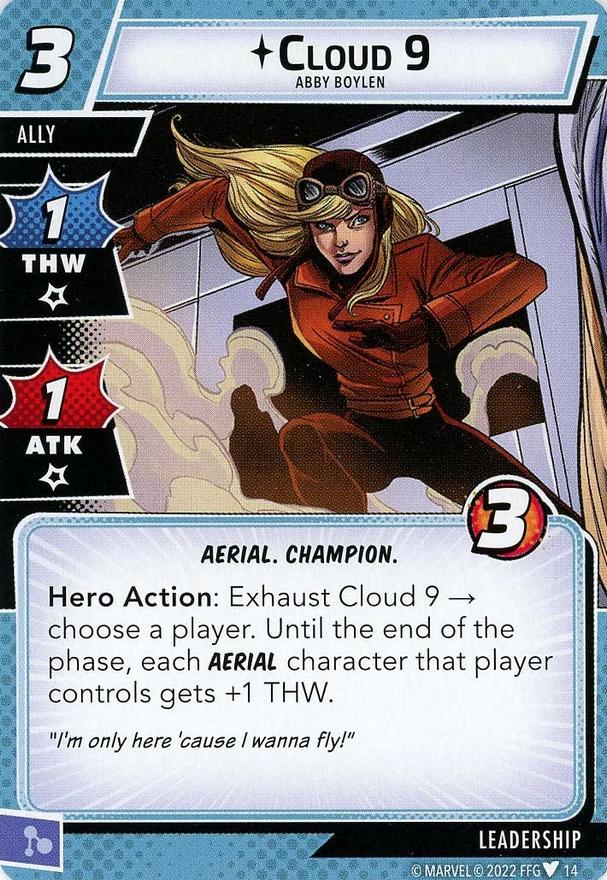 3
CLOUD 9
ABBY BOYLEN
ALLY
1
THW
1
ATK
3
AERIAL. CHAMPION.
Hero Action: Exhaust Cloud 9 →
choose a player. Until the end of the
phase, each AERIAL character that player
controls gets +1 THW.
"I'm only here 'cause I wanna fly!"
LEADERSHIP
© MARVEL © 2022 FFG 14